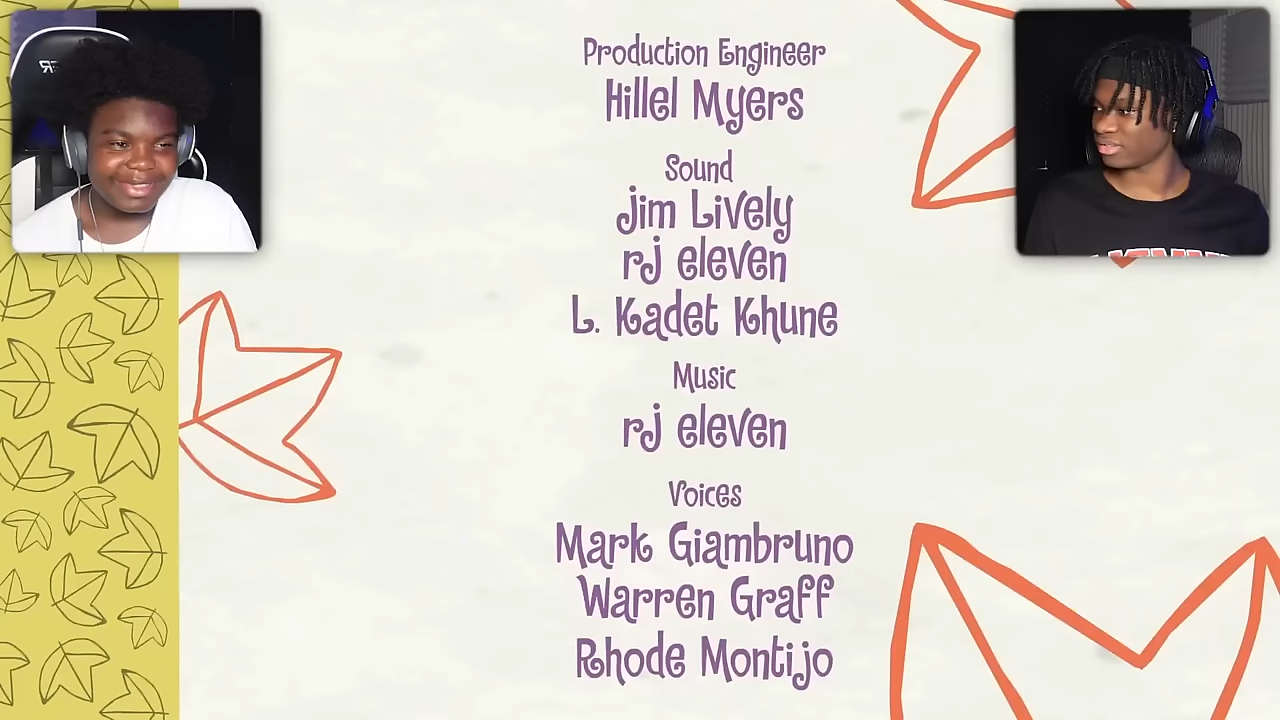 Production Engineer
Hillel Myers
Sound
Jim Lively
rj eleven
L. Kadet Khune
Music
rj eleven
Voices
Mark Giambruno
Warren Graff
Rhode Montijo